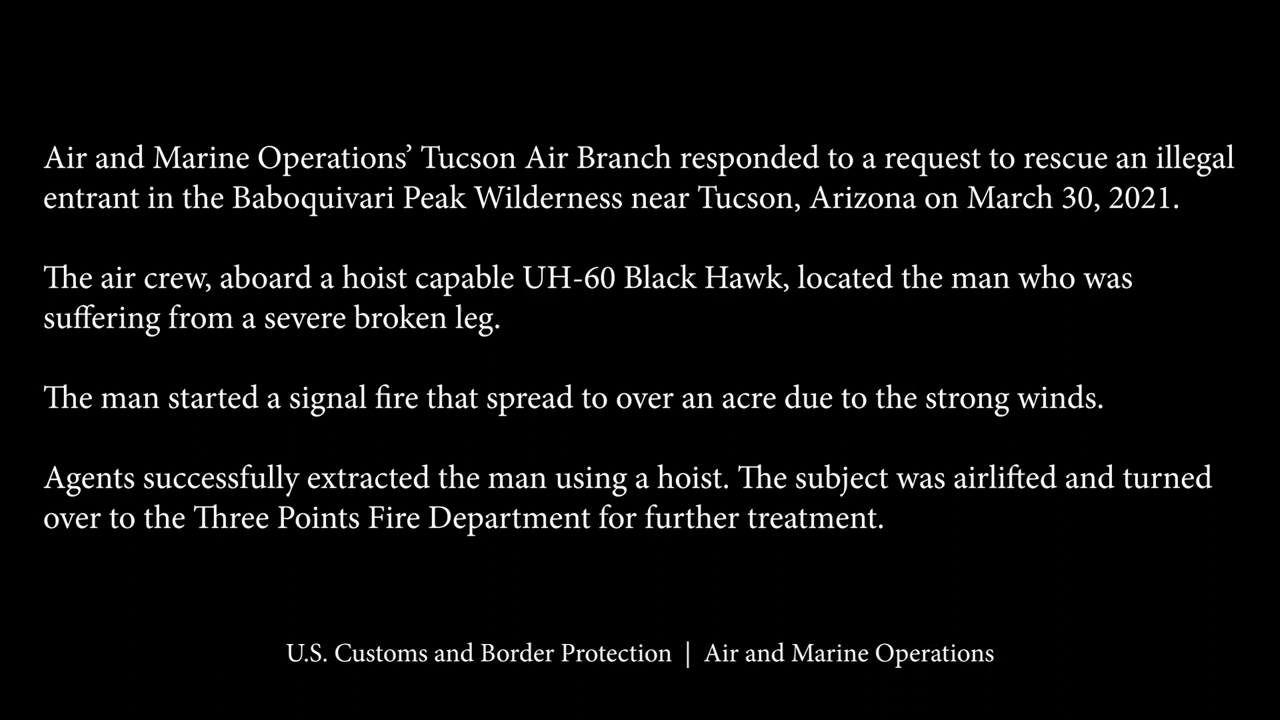 Air and Marine Operations’ Tucson Air Branch responded to a request to rescue an illegal
entrant in the Baboquivari Peak Wilderness near Tucson, Arizona on March 30, 2021.
The air crew, aboard a hoist capable UH-60 Black Hawk, located the man who was
suffering from a severe broken leg.
The man started a signal fire that spread to over an acre due to the strong winds.
Agents successfully extracted the man using a hoist. The subject was airlifted and turned
over to the Three Points Fire Department for further treatment.
U.S. Customs and Border Protection | Air and Marine Operations